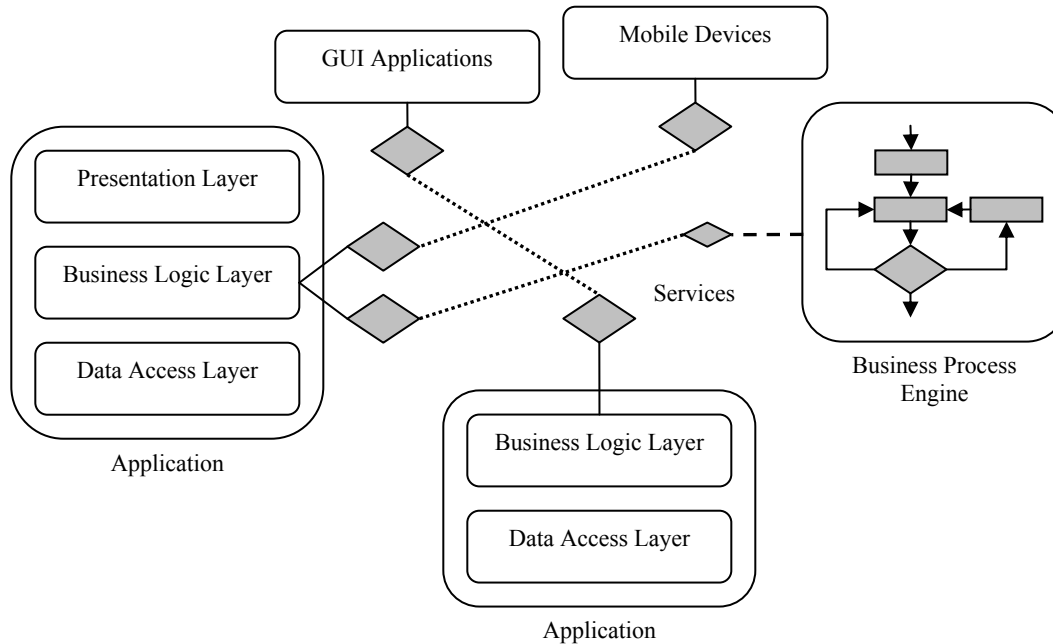 Mobile Devices
GUI Applications
Presentation Layer
Business Logic Layer
Data Access Layer
Application
Services
Business Process
Engine
Business Logic Layer
Data Access Layer
Application